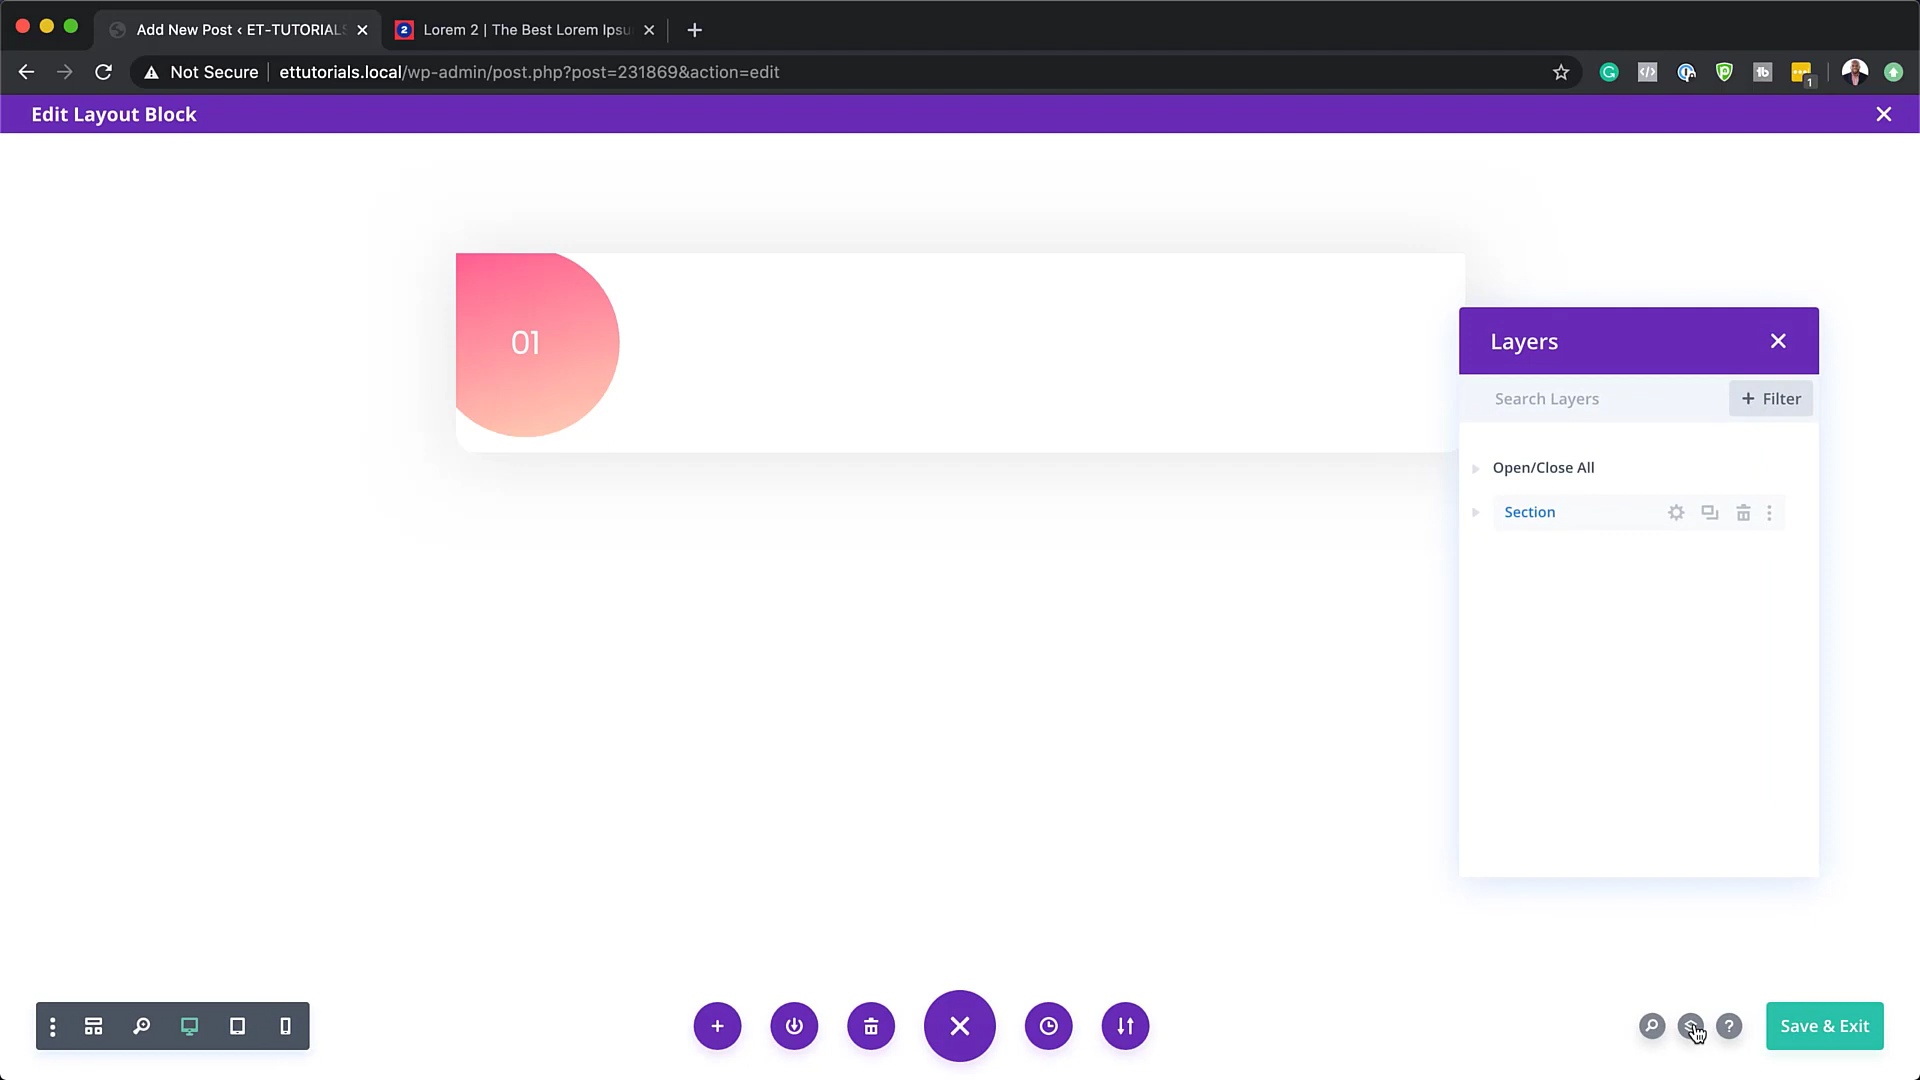 Add New Post ‹ ET-TUTORIALS
Lorem 2 | The Best Lorem Ipsu
Not Secure
ettutorials.local/wp-admin/post.php?post=231869&action=edit
1
Edit Layout Block
01
Layers
Search Layers
+ Filter
Open/Close All
Section
Save & Exit